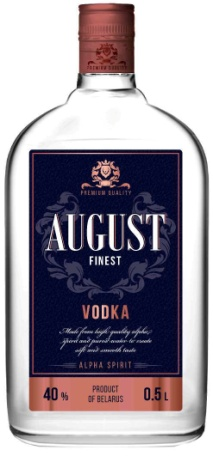 PREMIUM QUALITY
AUGUST
FINEST
VODKA
Made from high quality alpha,
spirit and pured water to create
soft and smooth taste
ALPHA SPIRIT
40%
PRODUCT
OF BELARUS
0.5 L